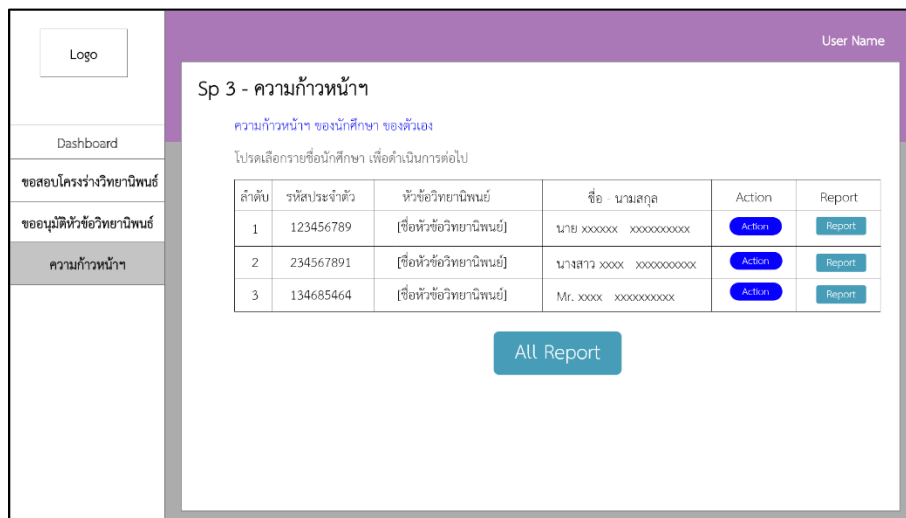 Logo
User Name
Sp 3 - ความก้าวหน้าฯ
ความก้าวหน้าฯ ของนักศึกษา ของตัวเอง
Dashboard
โปรดเลือกรายชื่อนักศึกษา เพื่อดำเนินการต่อไป
ขอสอบโครงร่างวิทยานิพนธ์
ขออนุมัติหัวข้อวิทยานิพนธ์
ความก้าวหน้าฯ
ลำดับ รหัสประจำตัว หัวข้อวิทยานิพนย์ ชื่อ - นามสกุล Action Report
1 123456789 [ชื่อหัวข้อวิทยานิพนย์] นาย xxxxxx xxxxxxxxxx Action Report
2 234567891 [ชื่อหัวข้อวิทยานิพนย์] นางสาว xxxx xxxxxxxxxx Action Report
3 134685464 [ชื่อหัวข้อวิทยานิพนย์] Mr. xxxx xxxxxxxxxx Action Report
All Report